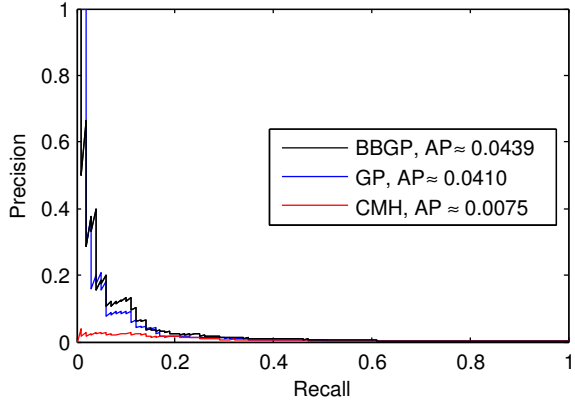 1
0.8
0.6
0.4
0.2
0
Precision
BBGP, AP≈ 0.0439
GP, AP≈ 0.0410
CMH, AP ≈ 0.0075
0 0.2 0.4 0.6 0.8 1
Recall